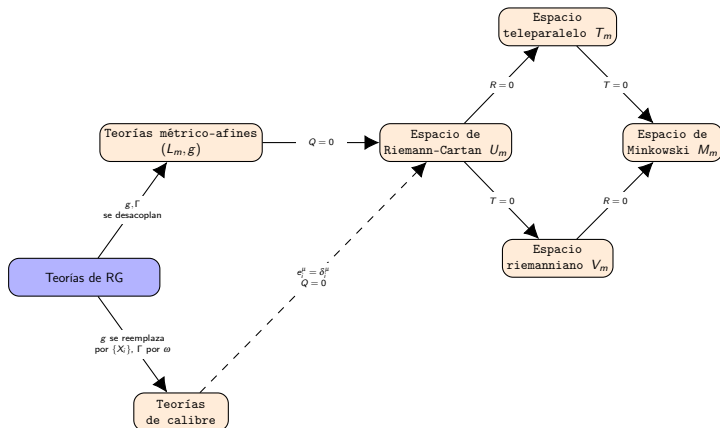 Espacio
teleparalelo T_m
R = 0
T = 0
Teorías métrico-afines
(L_m, g)
Q = 0
Espacio de
Riemann-Cartan U_m
Espacio de
Minkowski M_m
g, Γ
se desacoplan
T = 0
R = 0
Espacio
riemanniano V_m
Teorías de RG
e_i^μ = δ_i^μ
Q = 0
g se reemplaza
por {X_i}, Γ por ω
Teorías
de calibre